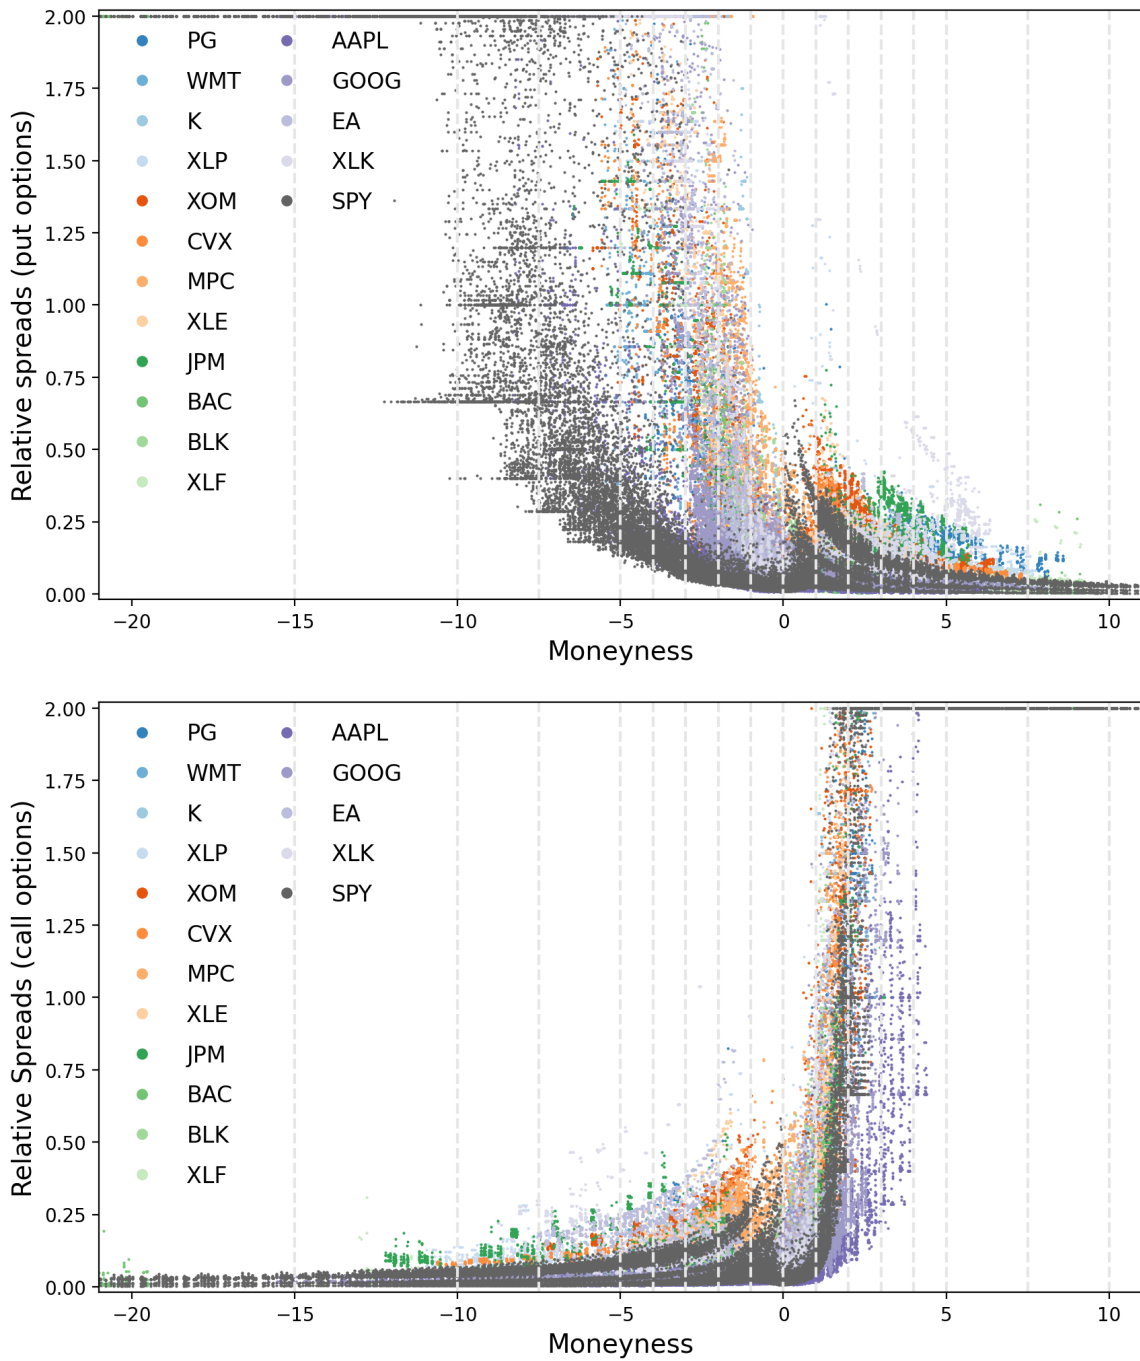 2.00
1.75
1.50
1.25
1.00
0.75
0.50
0.25
0.00
Relative spreads (put options)
PG AAPL
WMT GOOG
K EA
XLP XLK
XOM SPY
CVX
MPC
XLE
JPM
BAC
BLK
XLF
−20 −15 −10 −5 0 5 10
Moneyness
2.00
1.75
1.50
1.25
1.00
0.75
0.50
0.25
0.00
Relative Spreads (call options)
PG AAPL
WMT GOOG
K EA
XLP XLK
XOM SPY
CVX
MPC
XLE
JPM
BAC
BLK
XLF
−20 −15 −10 −5 0 5 10
Moneyness